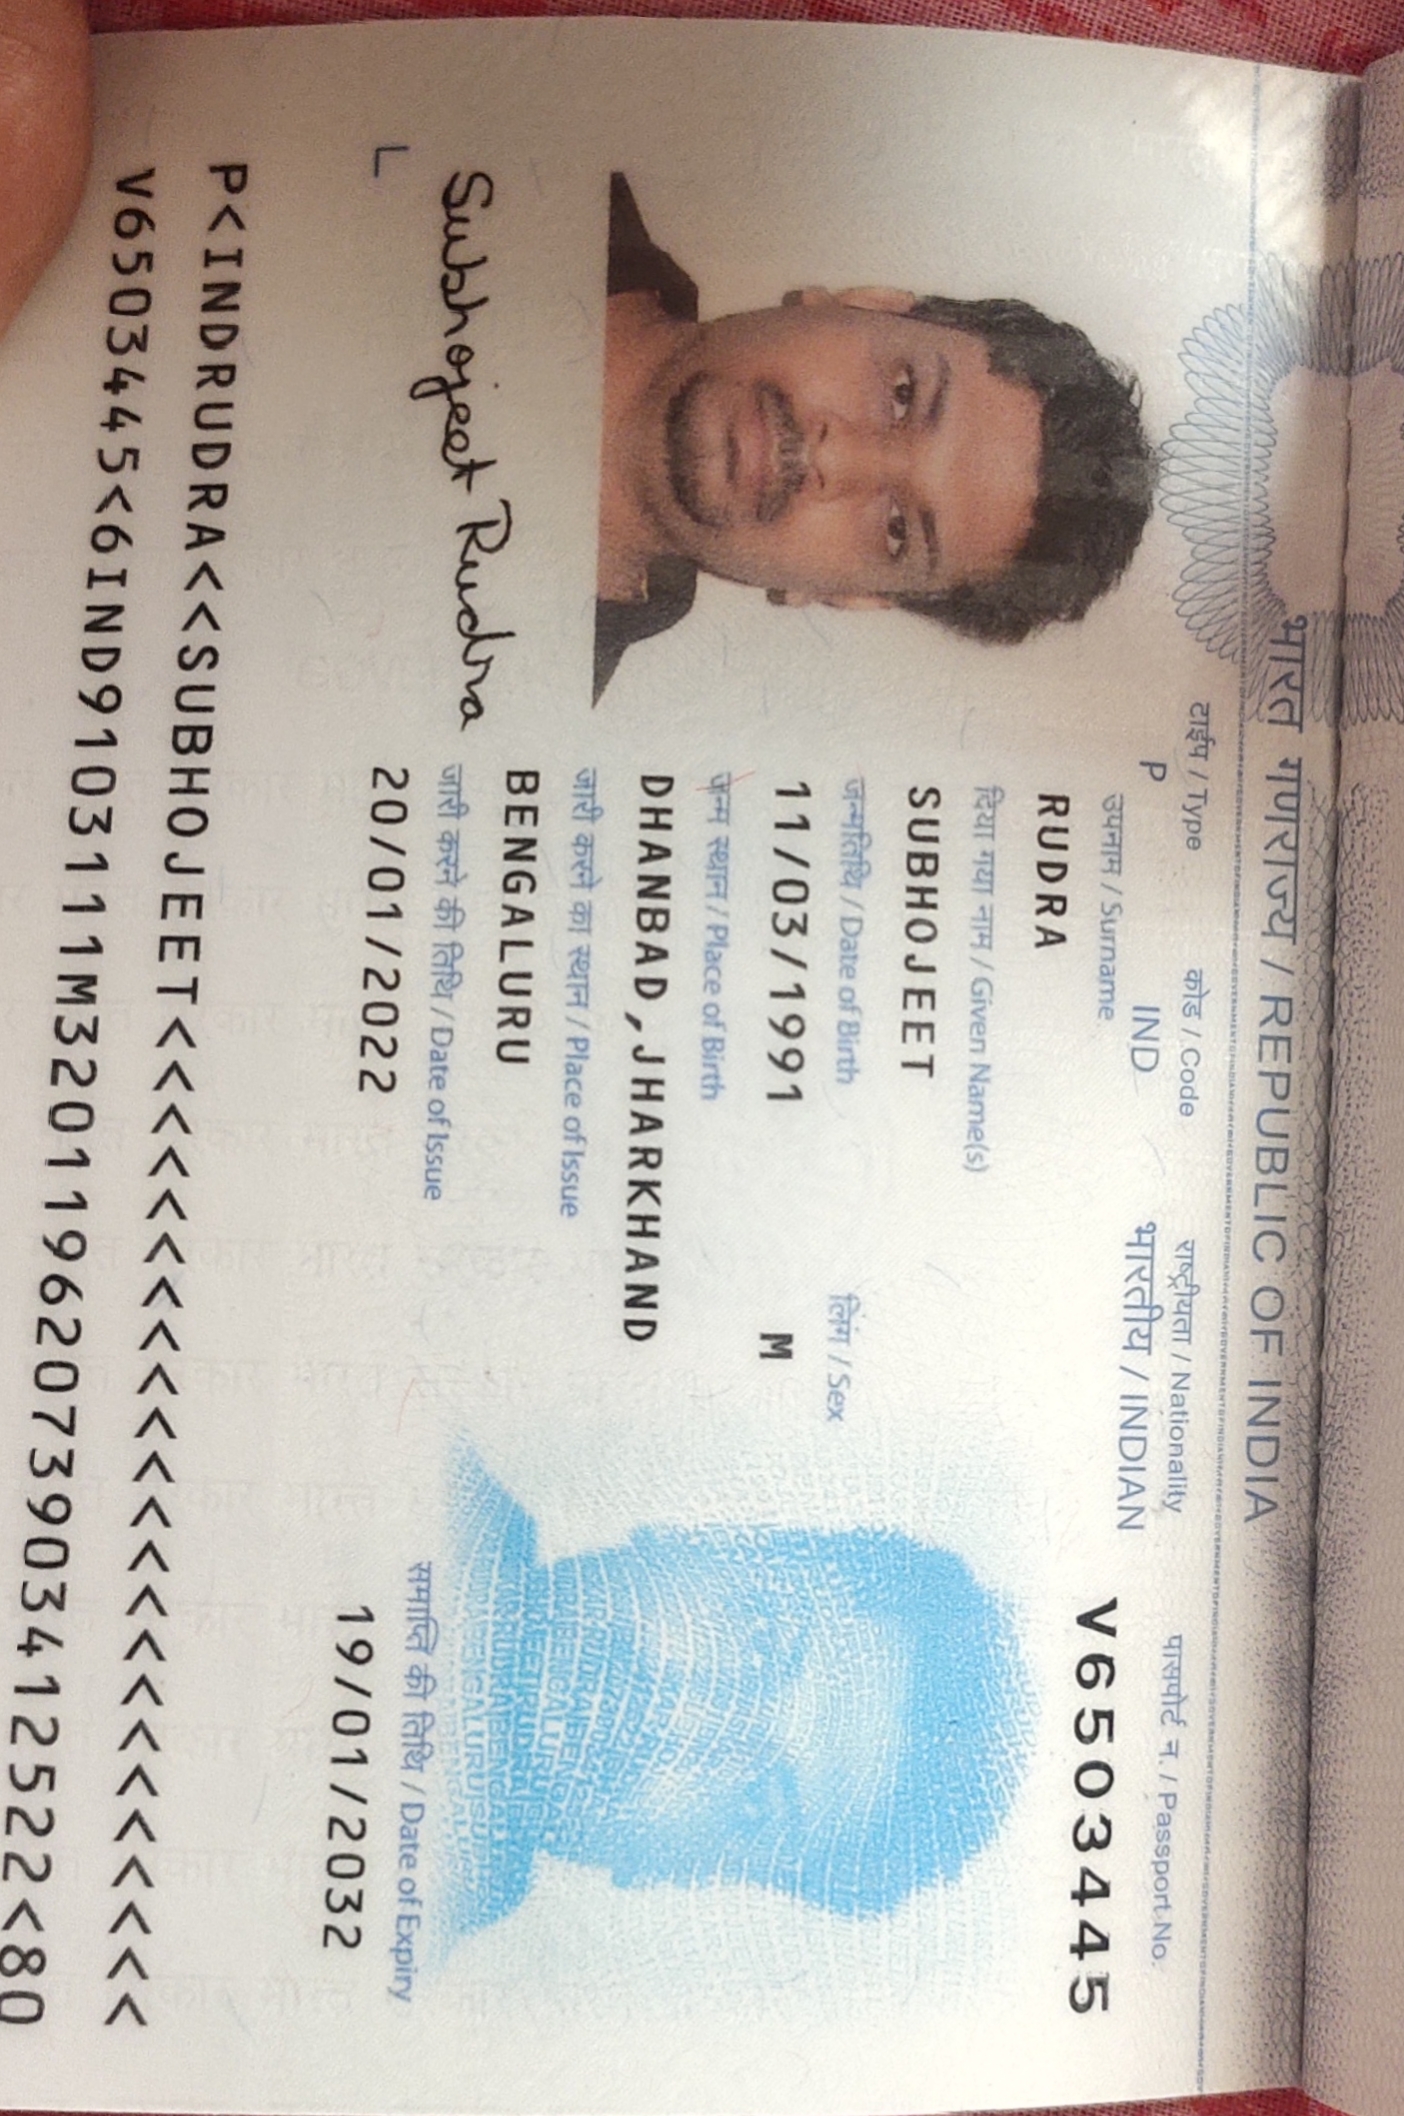 भारत गणराज्य / REPUBLIC OF INDIA
टाईप / Type कोड / Code राष्ट्रीयता / Nationality पासपोर्ट न. / Passport No.
P IND भारतीय / INDIAN V6503445
उपनाम / Surname
RUDRA
दिया गया नाम / Given Name(s)
SUBHOJEET
जन्मतिथि / Date of Birth लिंग / Sex
11/03/1991 M
जन्म स्थान / Place of Birth
DHANBAD,JHARKHAND
जारी करने का स्थान / Place of Issue
BENGALURU
जारी करने की तिथि / Date of Issue समाप्ति की तिथि / Date of Expiry
20/01/2022 19/01/2032
Subhojeet Rudra
P<INDRUDRA<<SUBHOJEET<<<<<<<<<<<<<<<<<<<<<<<
V6503445<6IND9103111M3201196207390341252​2<80